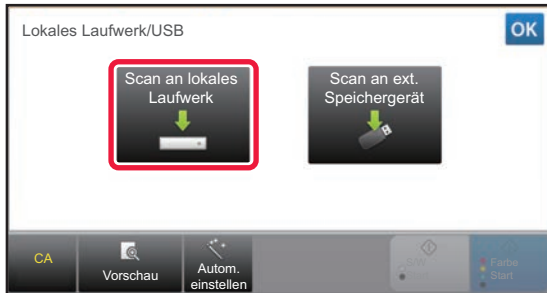 Lokales Laufwerk/USB
OK
Scan an lokales
Laufwerk
Scan an ext.
Speichergerät
CA
Vorschau
Autom.
einstellen
S/W
Start
Farbe
Start